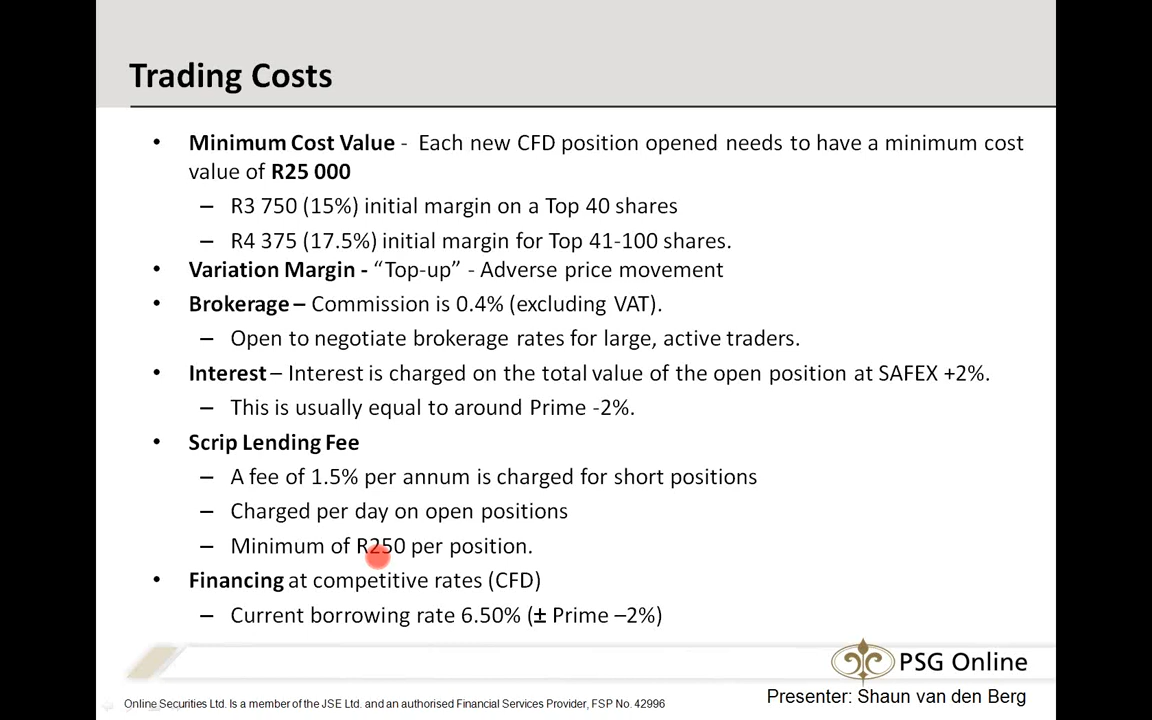 Trading Costs
• Minimum Cost Value - Each new CFD position opened needs to have a minimum cost
value of R25 000
– R3 750 (15%) initial margin on a Top 40 shares
– R4 375 (17.5%) initial margin for Top 41-100 shares.
• Variation Margin - “Top-up” - Adverse price movement
• Brokerage – Commission is 0.4% (excluding VAT).
– Open to negotiate brokerage rates for large, active traders.
• Interest – Interest is charged on the total value of the open position at SAFEX +2%.
– This is usually equal to around Prime -2%.
• Scrip Lending Fee
– A fee of 1.5% per annum is charged for short positions
– Charged per day on open positions
– Minimum of R250 per position.
• Financing at competitive rates (CFD)
– Current borrowing rate 6.50% (± Prime –2%)
PSG Online
Presenter: Shaun van den Berg
Online Securities Ltd. Is a member of the JSE Ltd. and an authorised Financial Services Provider, FSP No. 42996